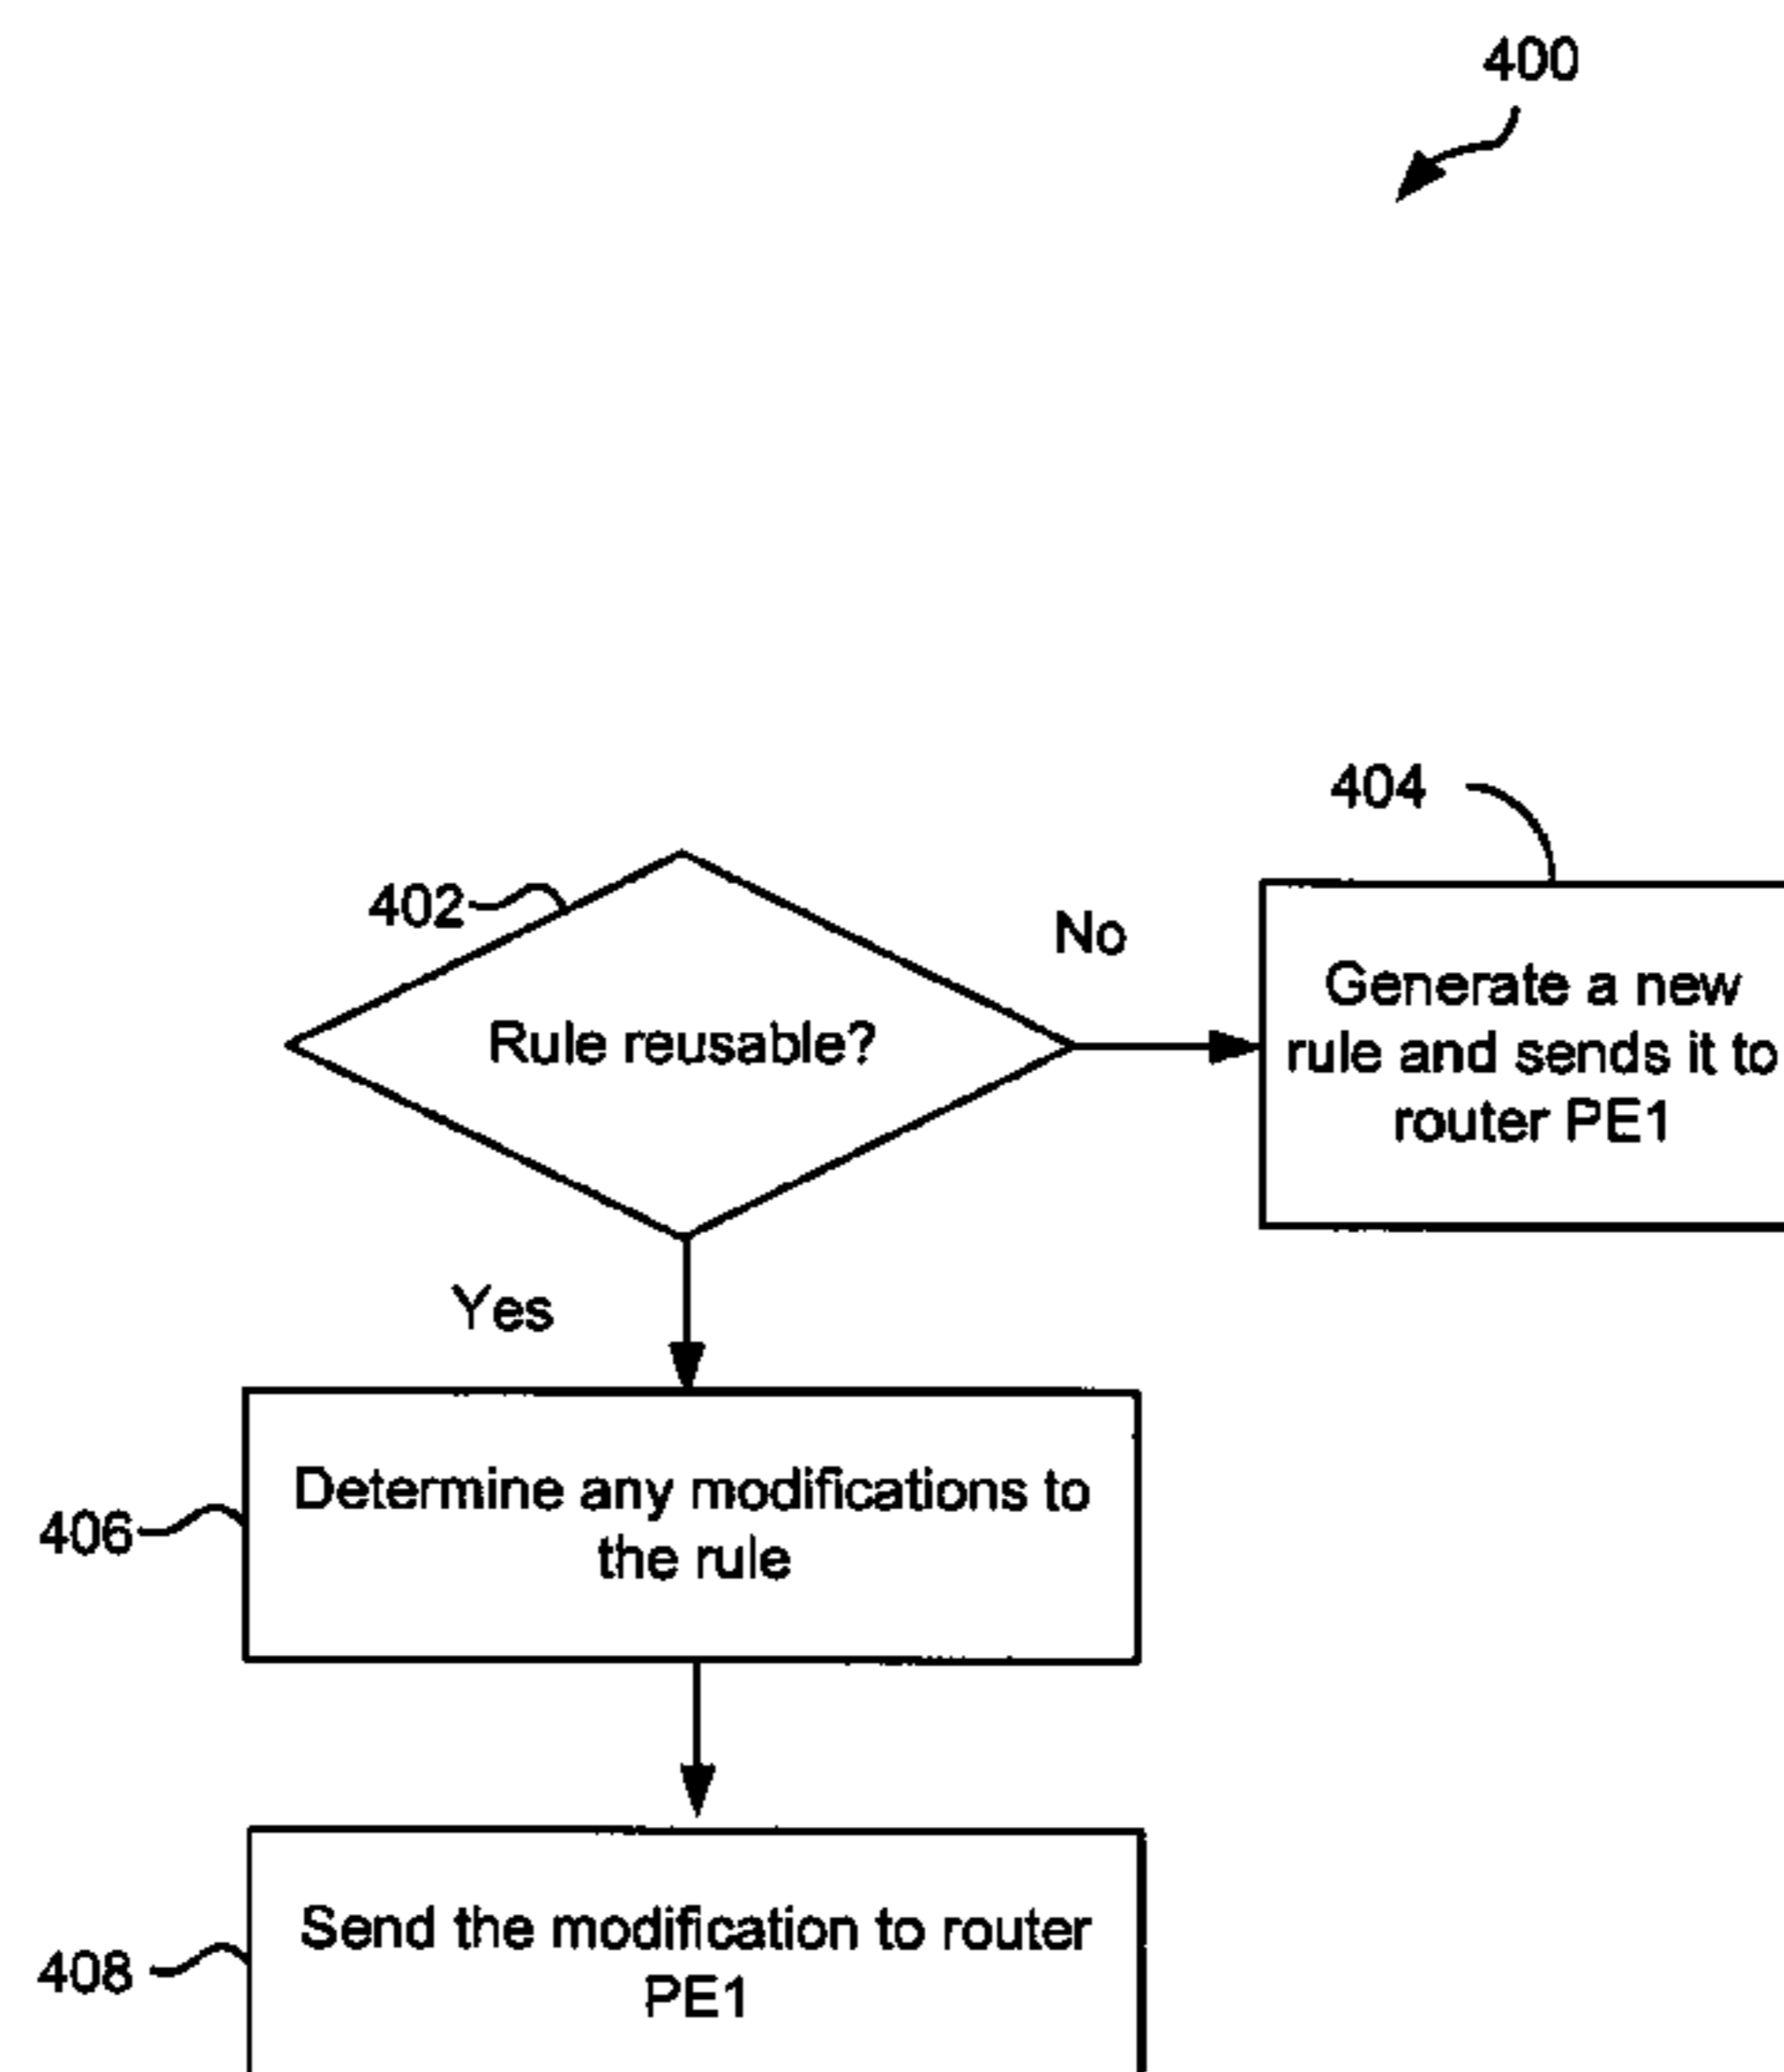 400
404
402
No
Generate a new
rule and sends it to
router PE1
Rule reusable?
Yes
Determine any modifications to
the rule
406
Send the modification to router
PE1
408